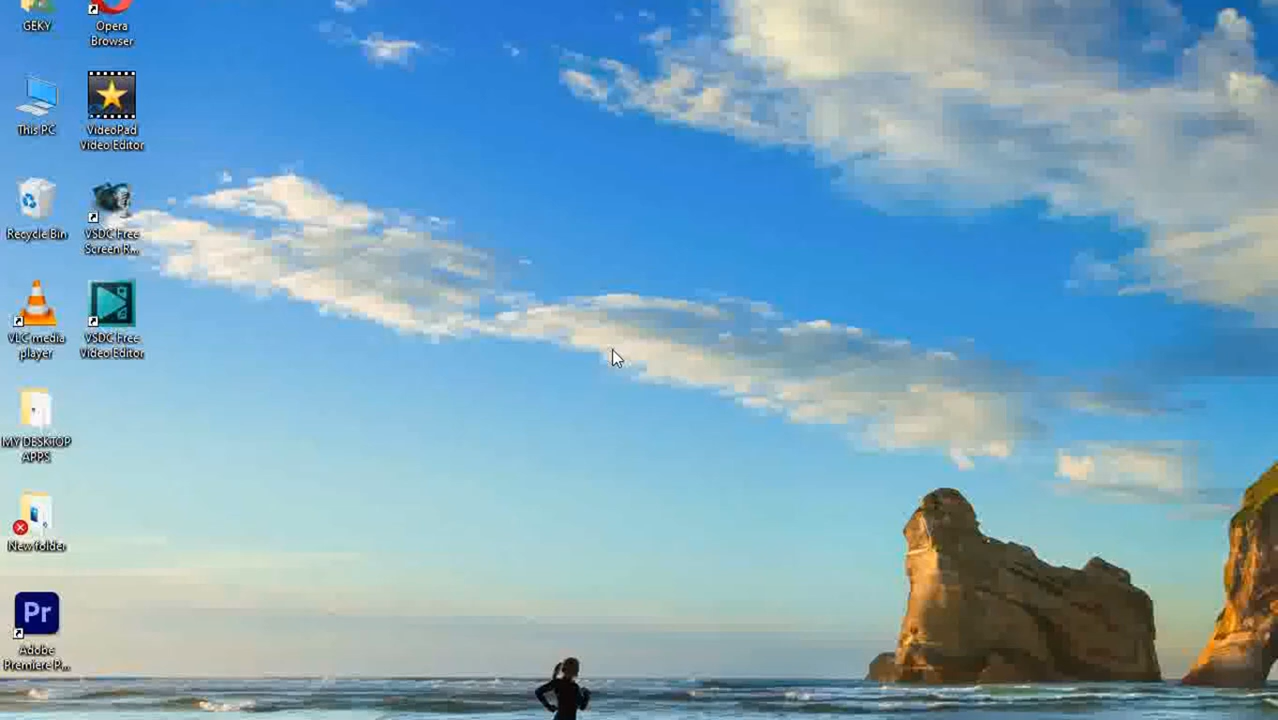 GEKY
Opera
Browser
This PC
VideoPad
Video Editor
Recycle Bin
VSDC Free
Screen R...
VLC media
player
VSDC Free
Video Editor
MY DESKTOP
APPS
New folder
Pr
Adobe
Premiere P...